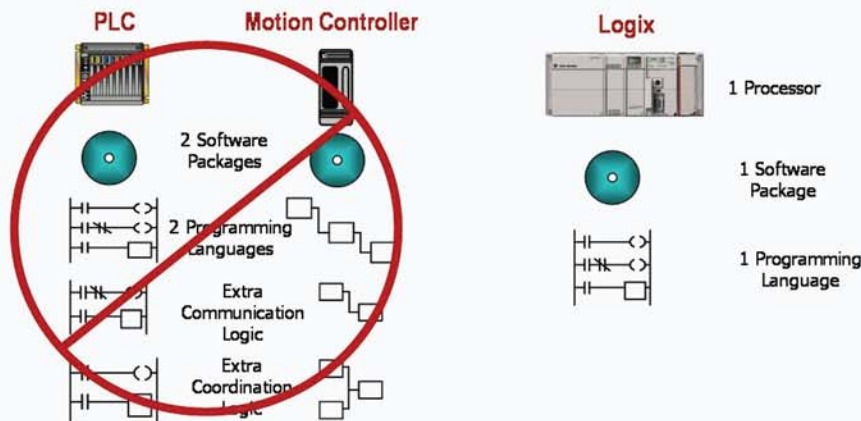 PLC
Motion Controller
2 Software
Packages
2 Programming
Languages
Extra
Communication
Logic
Extra
Coordination
Logic
Logix
1 Processor
1 Software
Package
1 Programming
Language